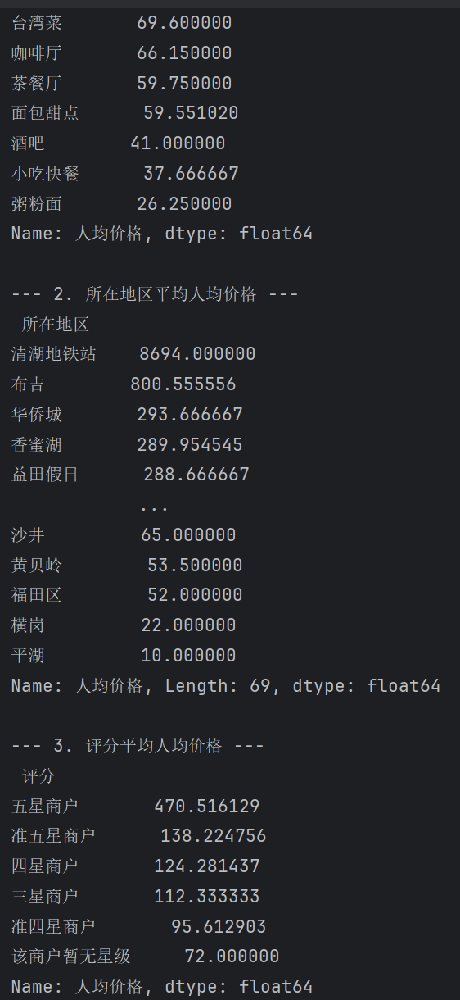 台湾菜 69.600000
咖啡厅 66.150000
茶餐厅 59.750000
面包甜点 59.551020
酒吧 41.000000
小吃快餐 37.666667
粥粉面 26.250000
Name: 人均价格, dtype: float64
--- 2. 所在地区平均人均价格 ---
所在地区
清湖地铁站 8694.000000
布吉 800.555556
华侨城 293.666667
香蜜湖 289.954545
益田假日 288.666667
...
沙井 65.000000
黄贝岭 53.500000
福田区 52.000000
横岗 22.000000
平湖 10.000000
Name: 人均价格, Length: 69, dtype: float64
--- 3. 评分平均人均价格 ---
评分
五星商户 470.516129
准五星商户 138.224756
四星商户 124.281437
三星商户 112.333333
准四星商户 95.612903
该商户暂无星级 72.000000
Name: 人均价格, dtype: float64